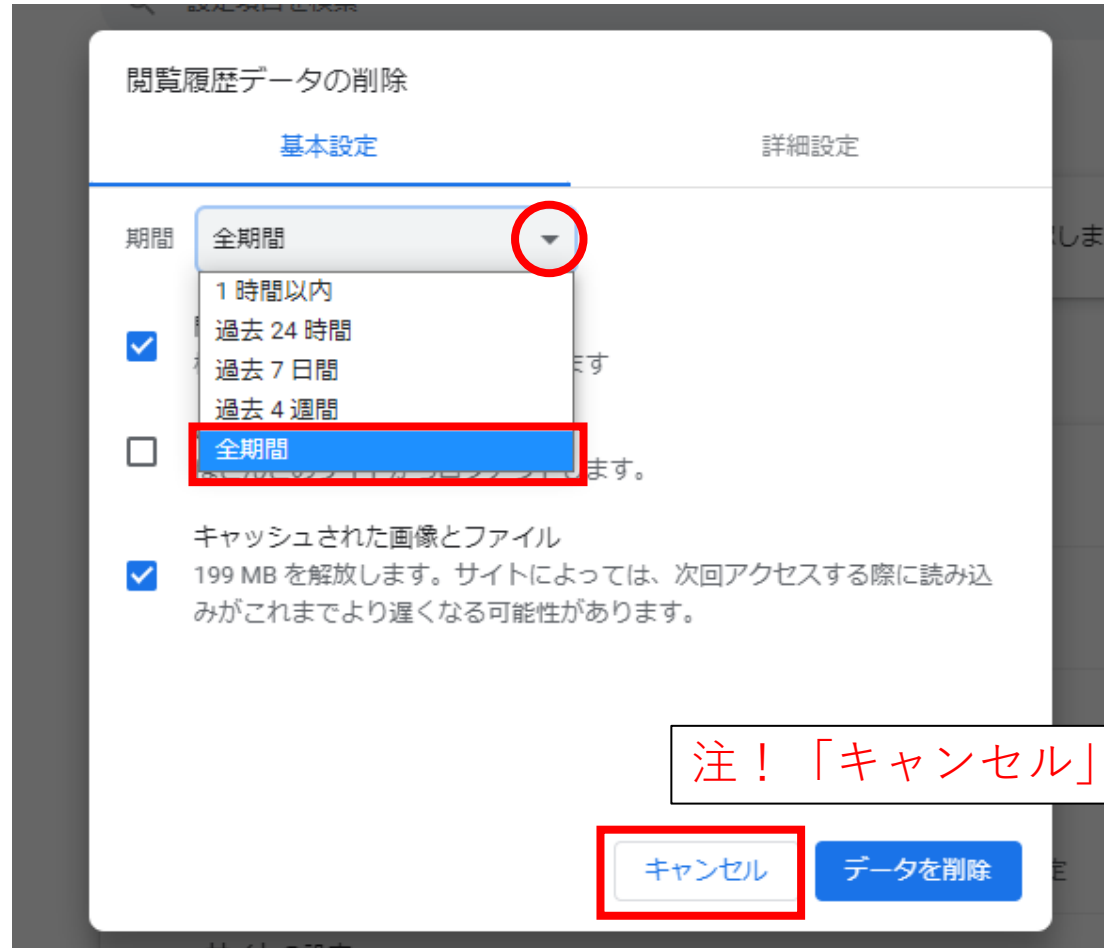 閲覧履歴データの削除
基本設定
詳細設定
期間
全期間
1 時間以内
過去 24 時間
過去 7 日間
ます
過去 4 週間
全期間
ます。
キャッシュされた画像とファイル
199 MB を解放します。サイトによっては、次回アクセスする際に読み込
みがこれまでより遅くなる可能性があります。
注！「キャンセル」
キャンセル
データを削除